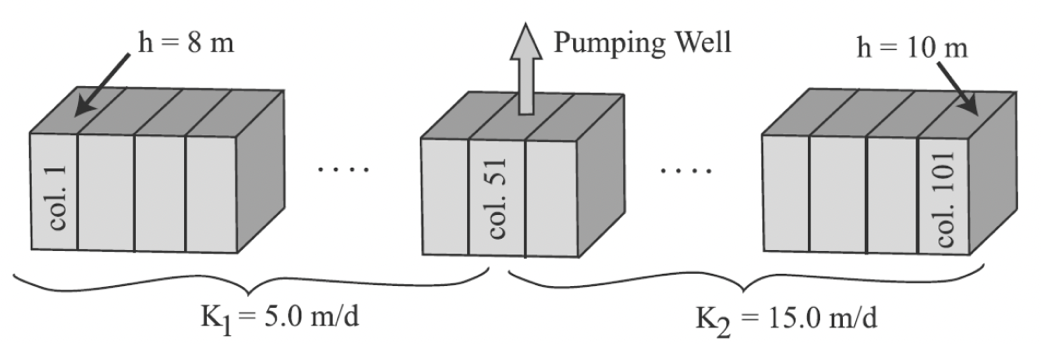 h = 8 m
Pumping Well
h = 10 m
col. 1
....
col. 51
....
col. 101
K1 = 5.0 m/d
K2 = 15.0 m/d